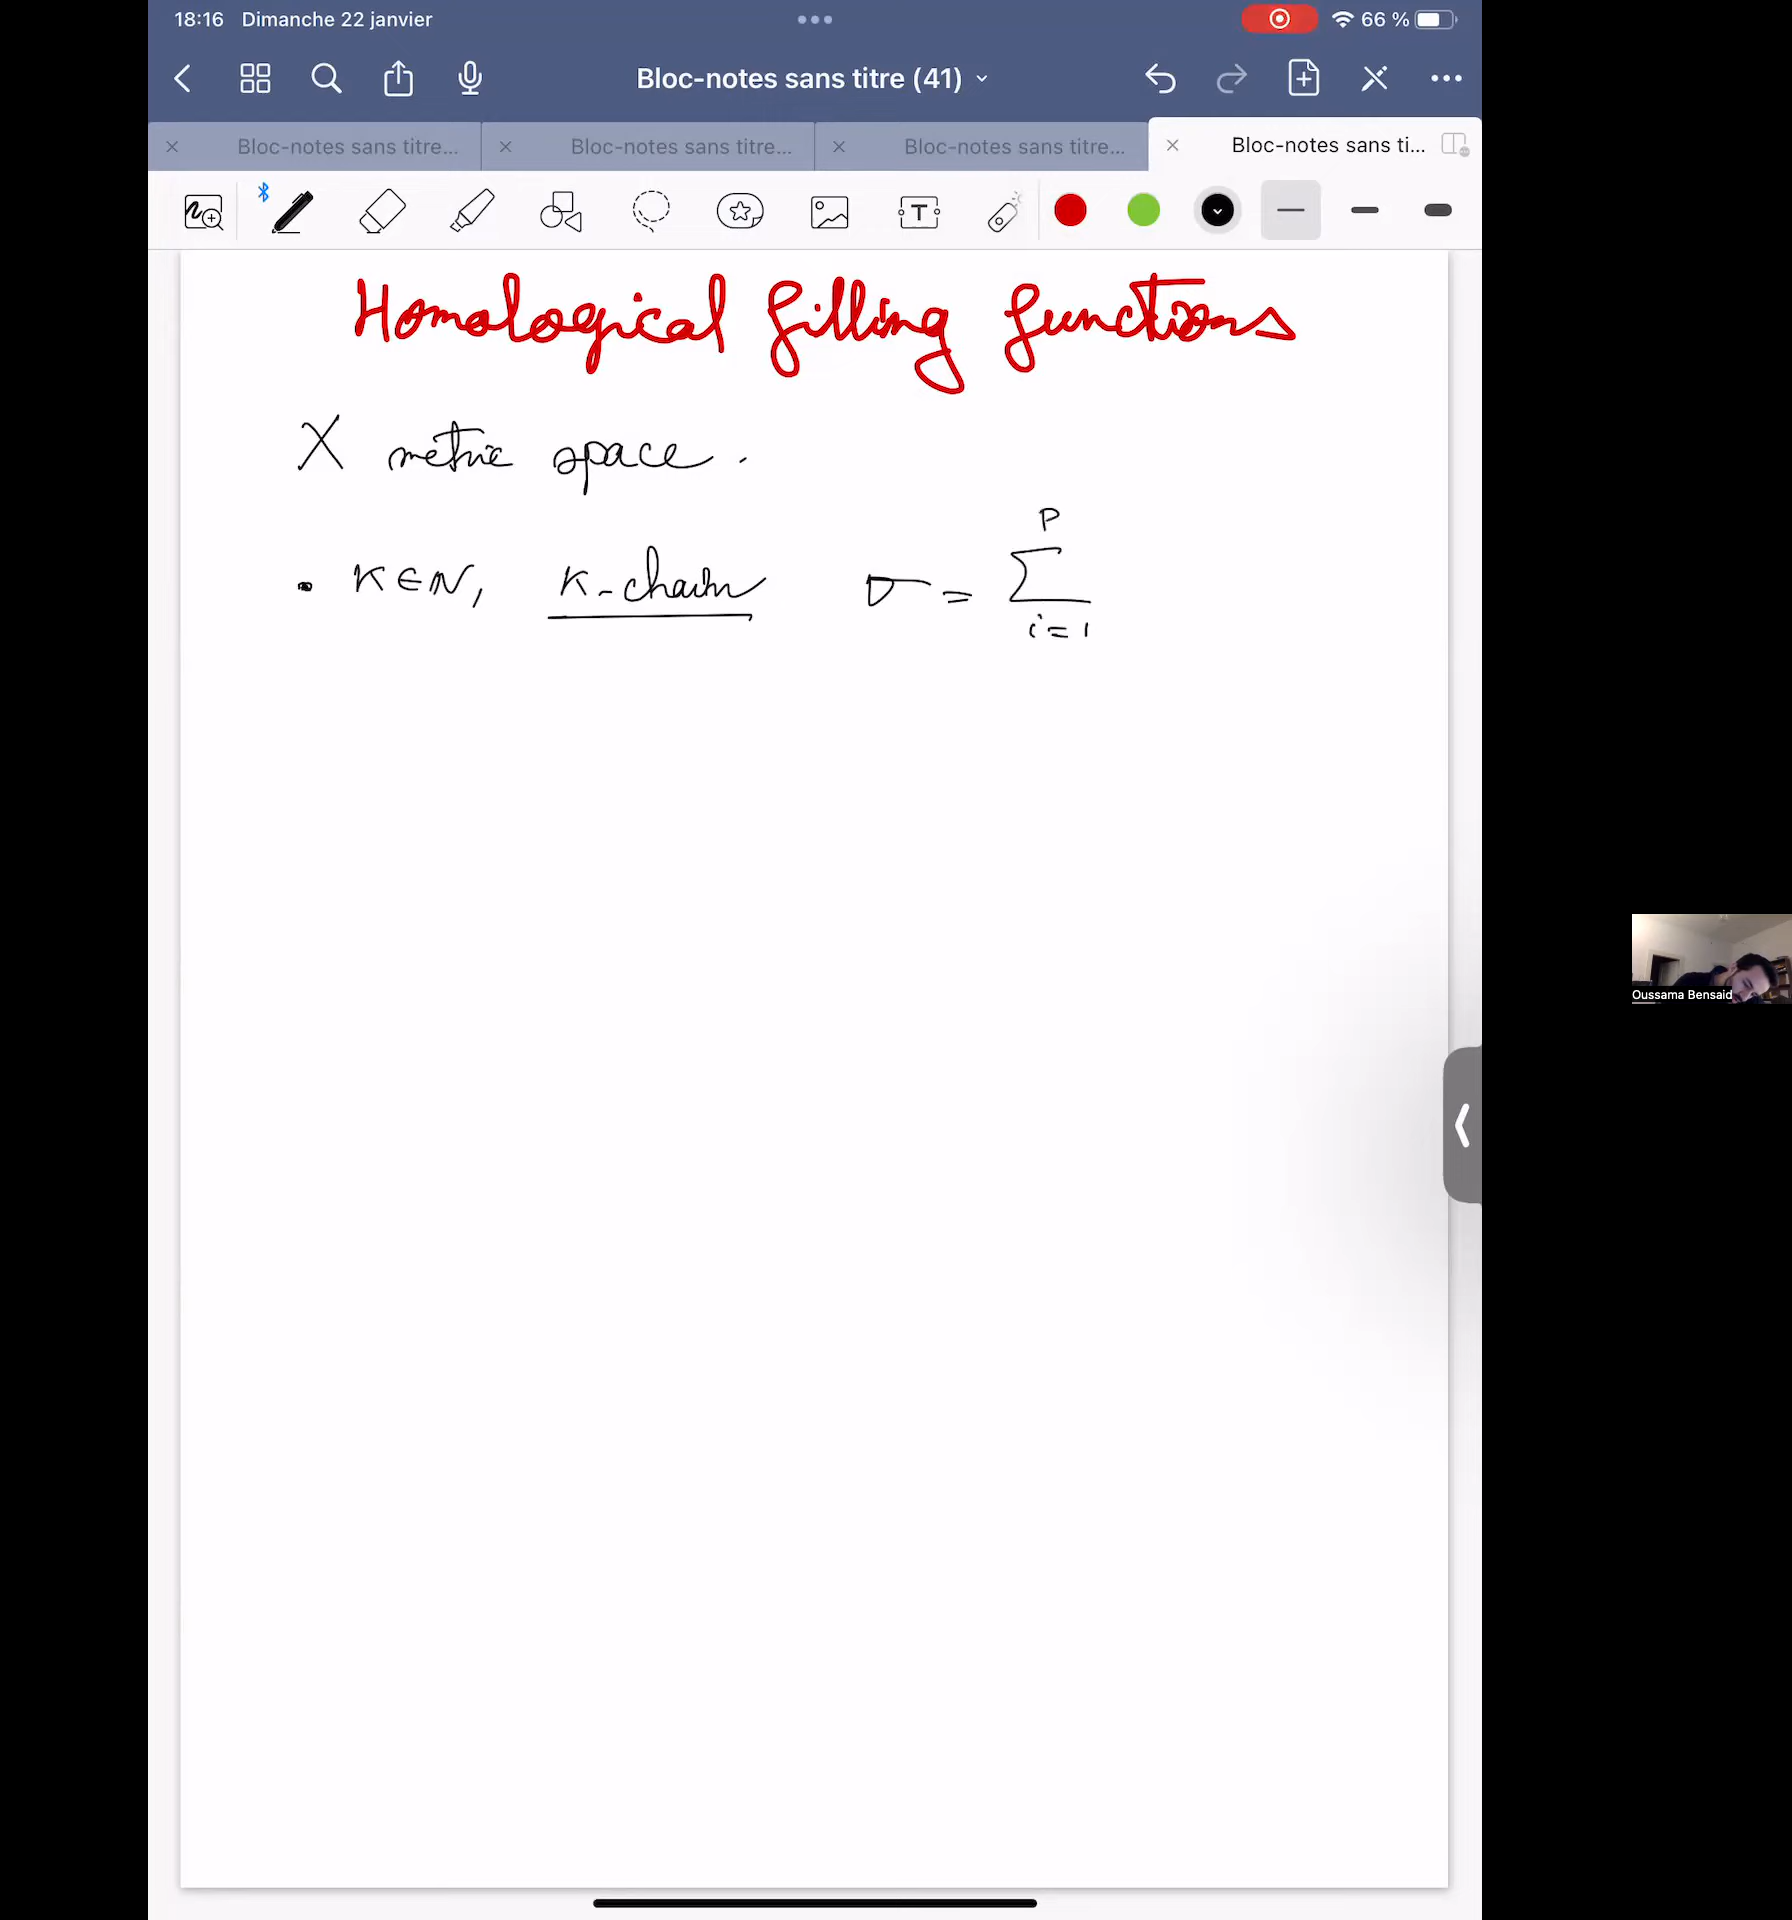 18:16 Dimanche 22 janvier 66 %
Bloc-notes sans titre (41)
Bloc-notes sans titre... Bloc-notes sans titre... Bloc-notes sans titre... Bloc-notes sans ti...
T
Homological filling functions
X metric space.
• K∈N, K-chain σ = ∑ᵢ₌₁ᵖ
Oussama Bensaid